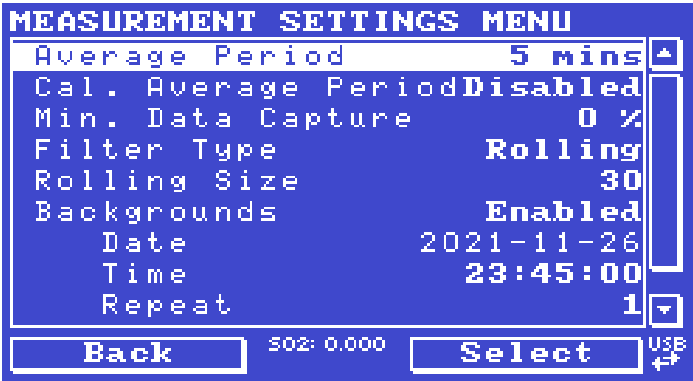 MEASUREMENT SETTINGS MENU
Average Period 5 mins
Cal. Average Period Disabled
Min. Data Capture 0 %
Filter Type Rolling
Rolling Size 30
Backgrounds Enabled
Date 2021-11-26
Time 23:45:00
Repeat 1
Back SO2: 0.000 Select USB